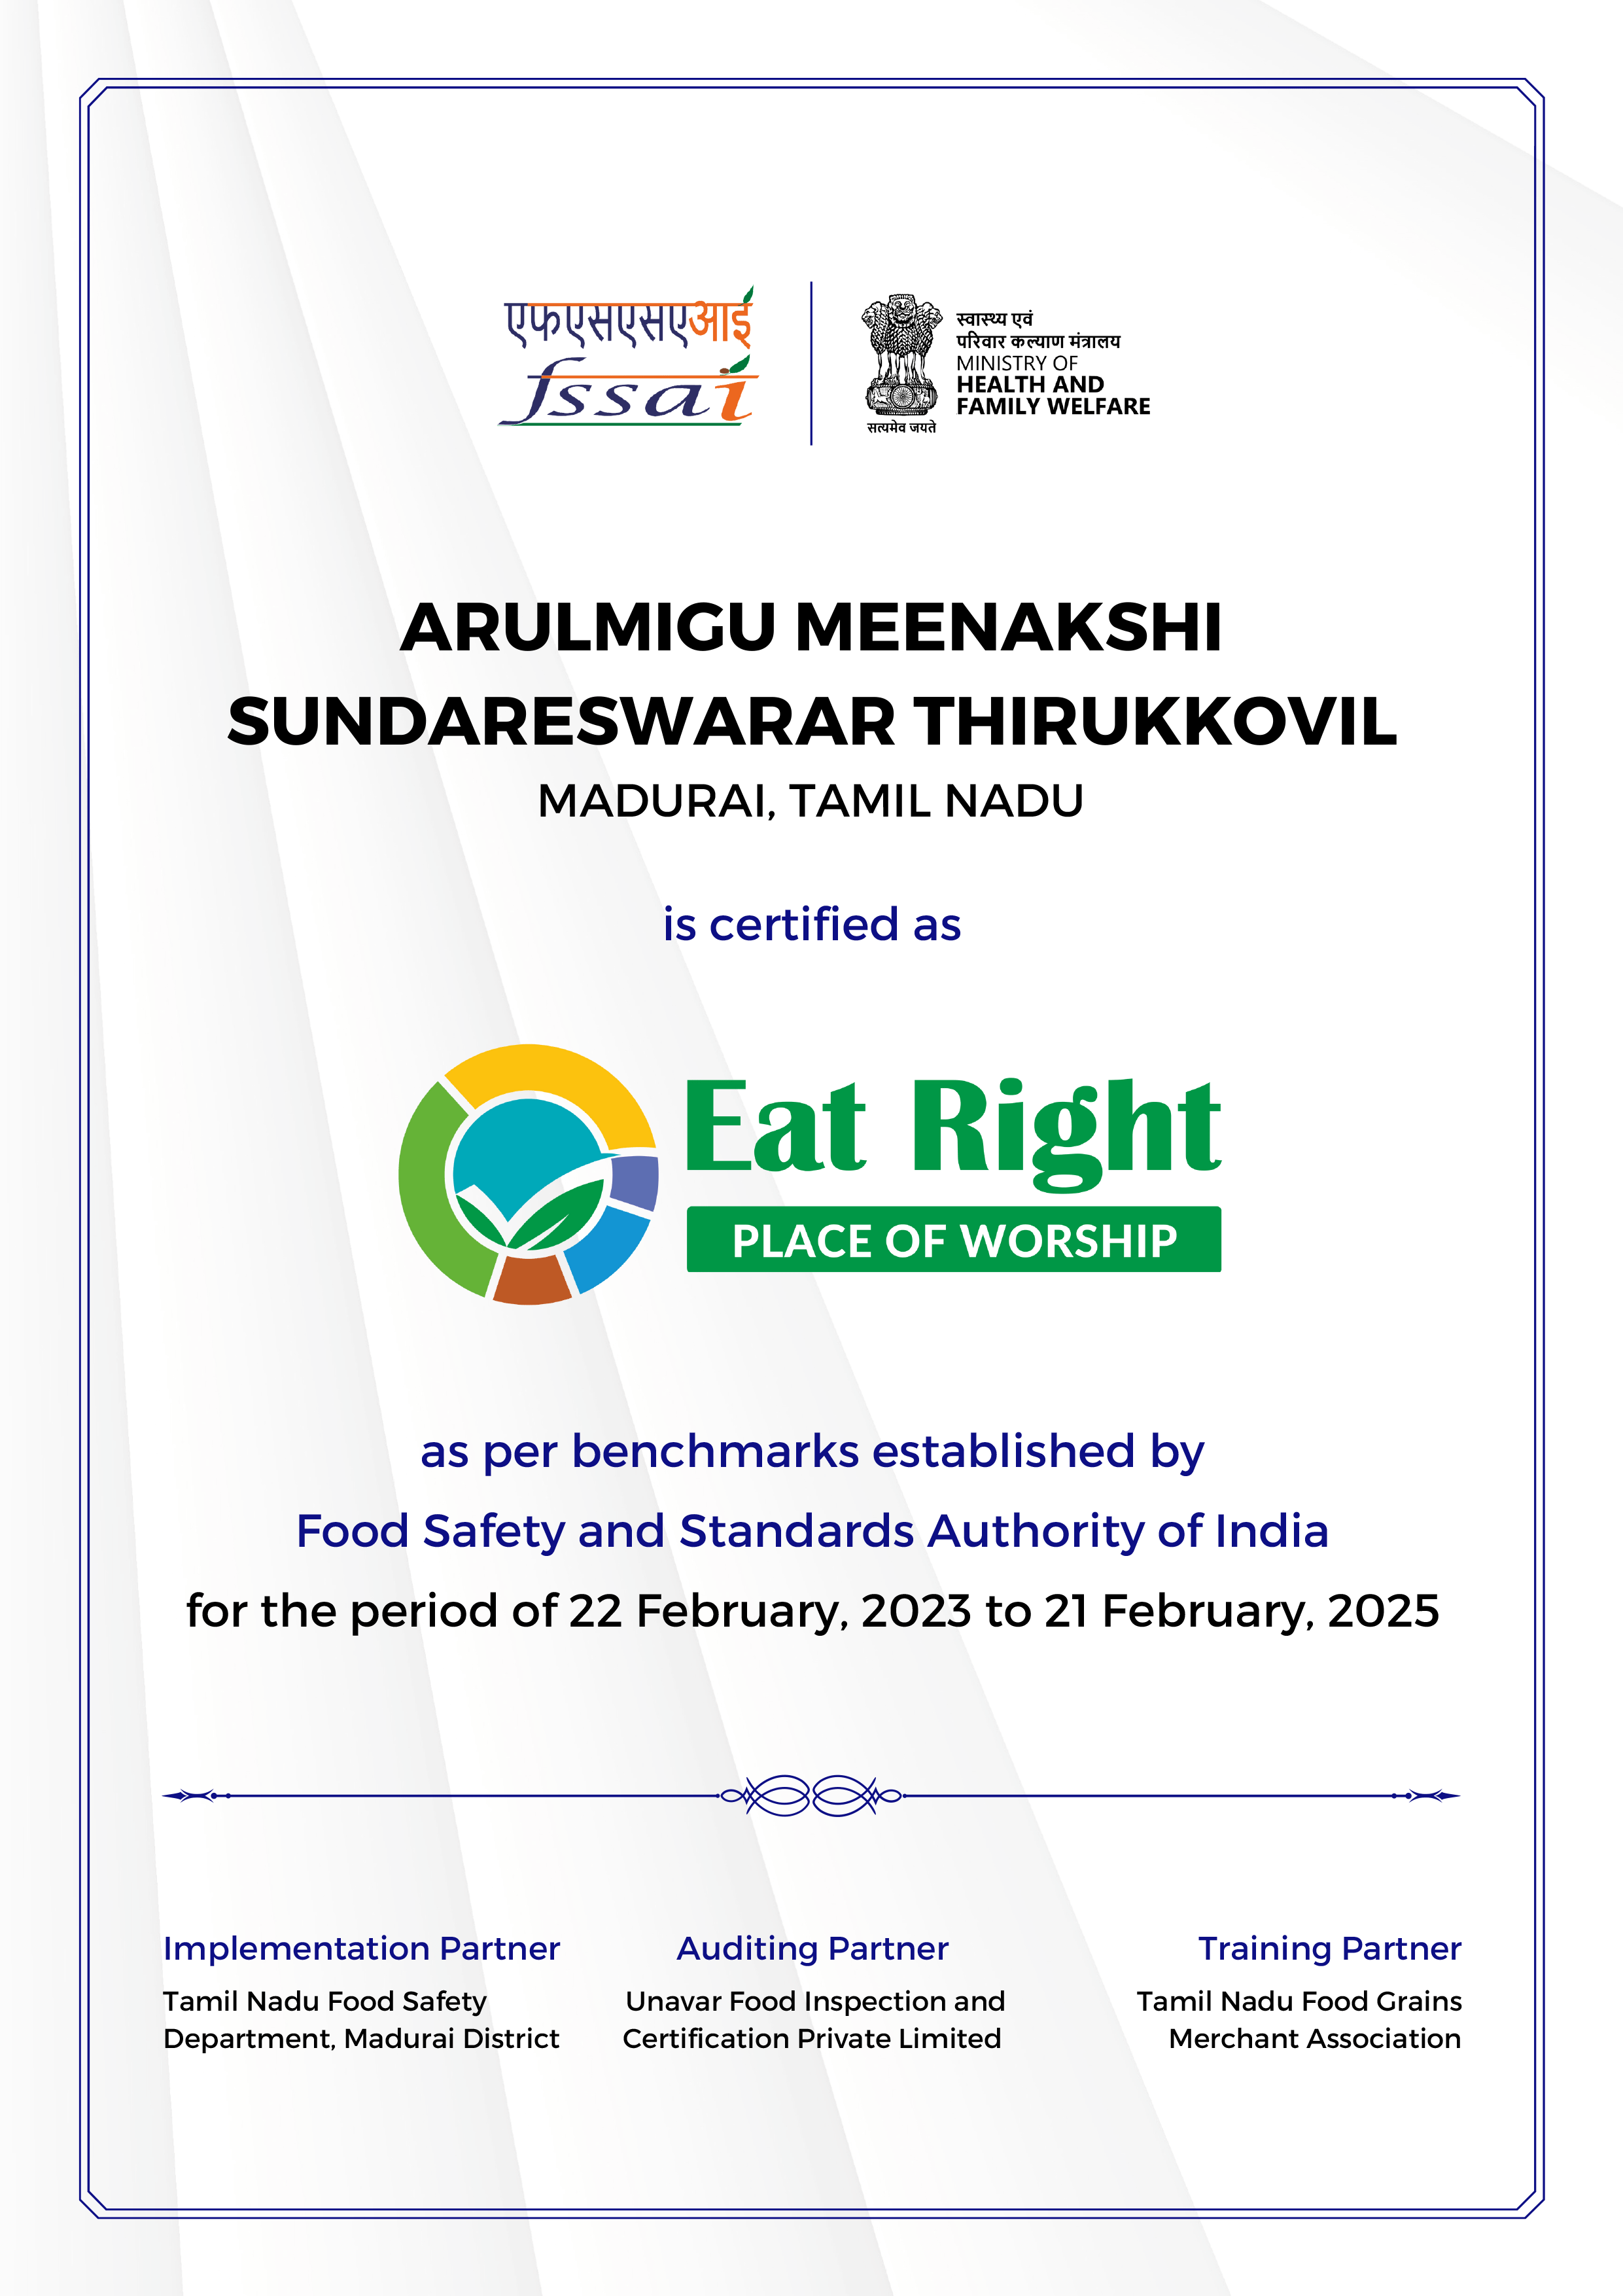 एफएसएसएआई
fssai
स्वास्थ्य एवं
परिवार कल्याण मंत्रालय
MINISTRY OF
HEALTH AND
FAMILY WELFARE
सत्यमेव जयते
ARULMIGU MEENAKSHI
SUNDARESWARAR THIRUKKOVIL
MADURAI, TAMIL NADU
is certified as
Eat Right
PLACE OF WORSHIP
as per benchmarks established by
Food Safety and Standards Authority of India
for the period of 22 February, 2023 to 21 February, 2025
Implementation Partner
Tamil Nadu Food Safety
Department, Madurai District
Auditing Partner
Unavar Food Inspection and
Certification Private Limited
Training Partner
Tamil Nadu Food Grains
Merchant Association